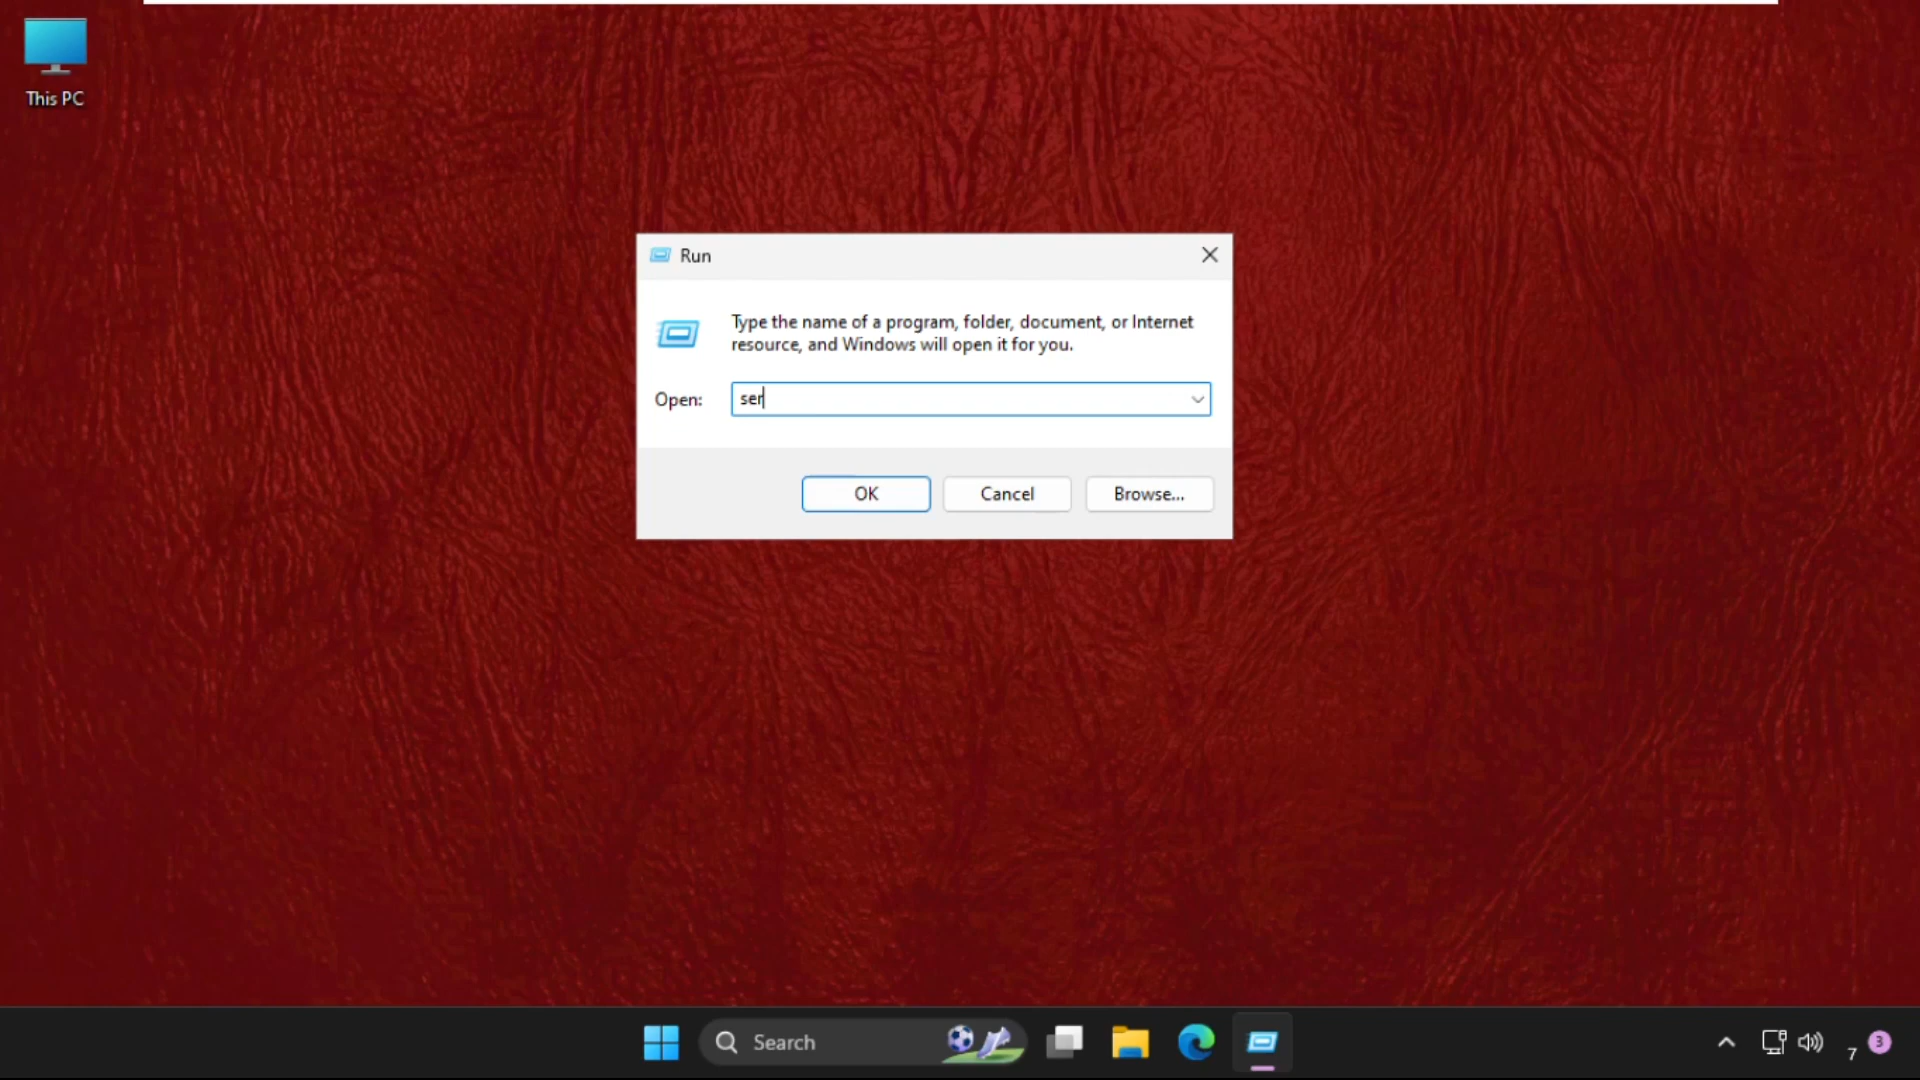 This PC
Run
Type the name of a program, folder, document, or Internet
resource, and Windows will open it for you.
Open:
ser
OK
Cancel
Browse...
Search
7
3